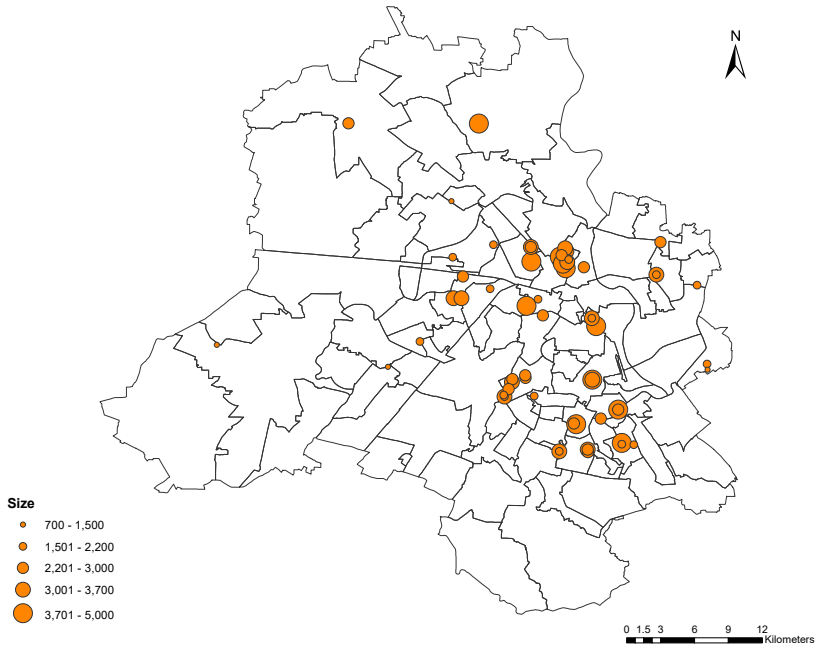 N
Size
700 - 1,500
1,501 - 2,200
2,201 - 3,000
3,001 - 3,700
3,701 - 5,000
0 1.5 3 6 9 12
Kilometers